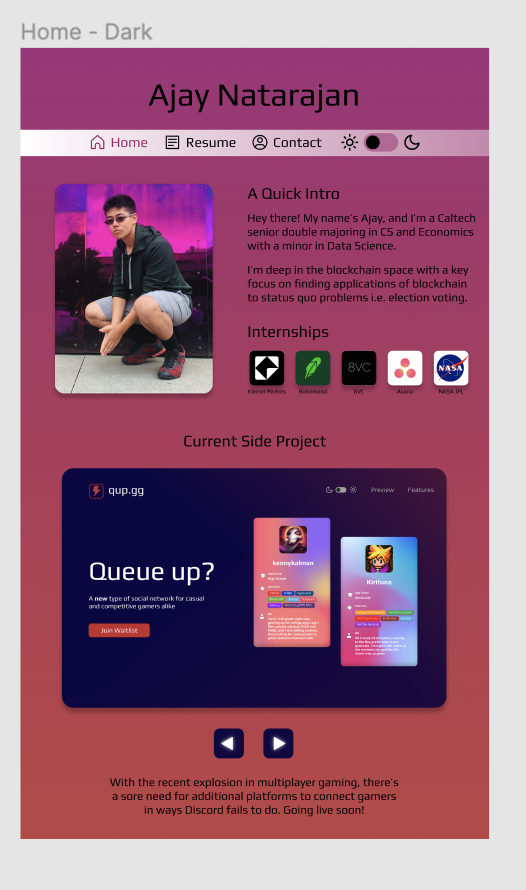 Home - Dark
Ajay Natarajan
Home
Resume
Contact
A Quick Intro
Hey there! My name's Ajay, and I'm a Caltech
senior double majoring in CS and Economics
with a minor in Data Science.
I'm deep in the blockchain space with a key
focus on finding applications of blockchain
to status quo problems i.e. election voting.
Internships
8VC
NASA
Kleiner Perkins
Robinhood
8VC
Asana
NASA JPL
Current Side Project
qup.gg
Preview
Features
Queue up?
A new type of social network for casual
and competitive gamers alike
Join Waitlist
kennykalman
Kirituna
With the recent explosion in multiplayer gaming, there's
a sore need for additional platforms to connect gamers
in ways Discord fails to do. Going live soon!